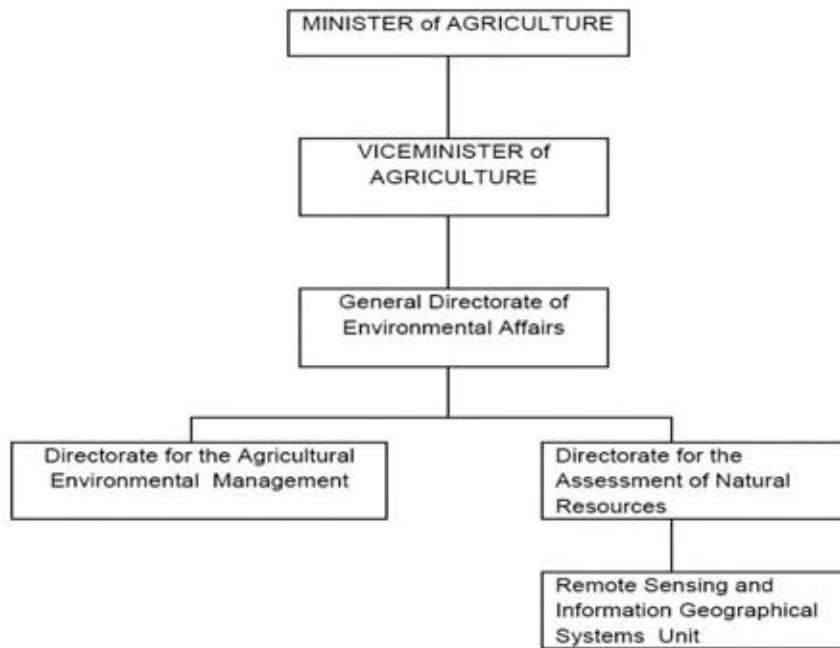 MINISTER of AGRICULTURE
VICEMINISTER of
AGRICULTURE
General Directorate of
Environmental Affairs
Directorate for the Agricultural
Environmental Management
Directorate for the
Assessment of Natural
Resources
Remote Sensing and
Information Geographical
Systems Unit